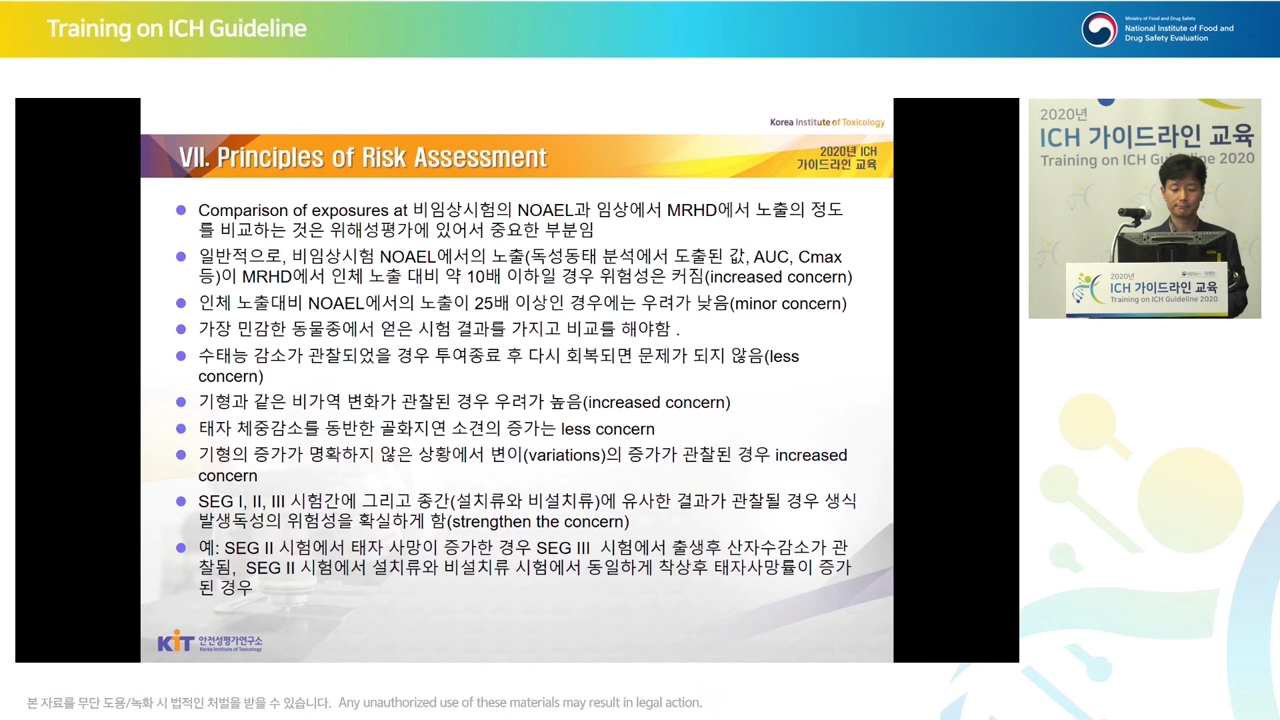 Training on ICH Guideline
Ministry of Food and Drug Safety
National Institute of Food and
Drug Safety Evaluation
Korea Institute of Toxicology
VII. Principles of Risk Assessment
2020년 ICH
가이드라인 교육
Comparison of exposures at 비임상시험의 NOAEL과 임상에서 MRHD에서 노출의 정도
를 비교하는 것은 위해성평가에 있어서 중요한 부분임
일반적으로, 비임상시험 NOAEL에서의 노출(독성동태 분석에서 도출된 값, AUC, Cmax
등)이 MRHD에서 인체 노출 대비 약 10배 이하일 경우 위험성은 커짐(increased concern)
인체 노출대비 NOAEL에서의 노출이 25배 이상인 경우에는 우려가 낮음(minor concern)
가장 민감한 동물종에서 얻은 시험 결과를 가지고 비교를 해야함 .
수태능 감소가 관찰되었을 경우 투여종료 후 다시 회복되면 문제가 되지 않음(less
concern)
기형과 같은 비가역 변화가 관찰된 경우 우려가 높음(increased concern)
태자 체중감소를 동반한 골화지연 소견의 증가는 less concern
기형의 증가가 명확하지 않은 상황에서 변이(variations)의 증가가 관찰된 경우 increased
concern
SEG I, II, III 시험간에 그리고 종간(설치류와 비설치류)에 유사한 결과가 관찰될 경우 생식
발생독성의 위험성을 확실하게 함(strengthen the concern)
예: SEG II 시험에서 태자 사망이 증가한 경우 SEG III 시험에서 출생후 산자수감소가 관
찰됨, SEG II 시험에서 설치류와 비설치류 시험에서 동일하게 착상후 태자사망률이 증가
된 경우
KIT 안전성평가연구소
Korea Institute of Toxicology
2020년
ICH 가이드라인 교육
Training on ICH Guideline 2020
2020년
ICH 가이드라인 교육
Training on ICH Guideline 2020
본 자료를 무단 도용/녹화 시 법적인 처벌을 받을 수 있습니다. Any unauthorized use of these materials may result in legal action.